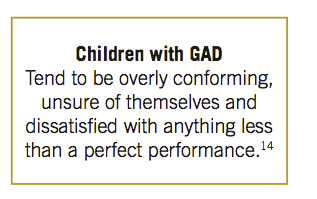 Children with GAD
Tend to be overly conforming,
unsure of themselves and
dissatisfied with anything less
than a perfect performance.14